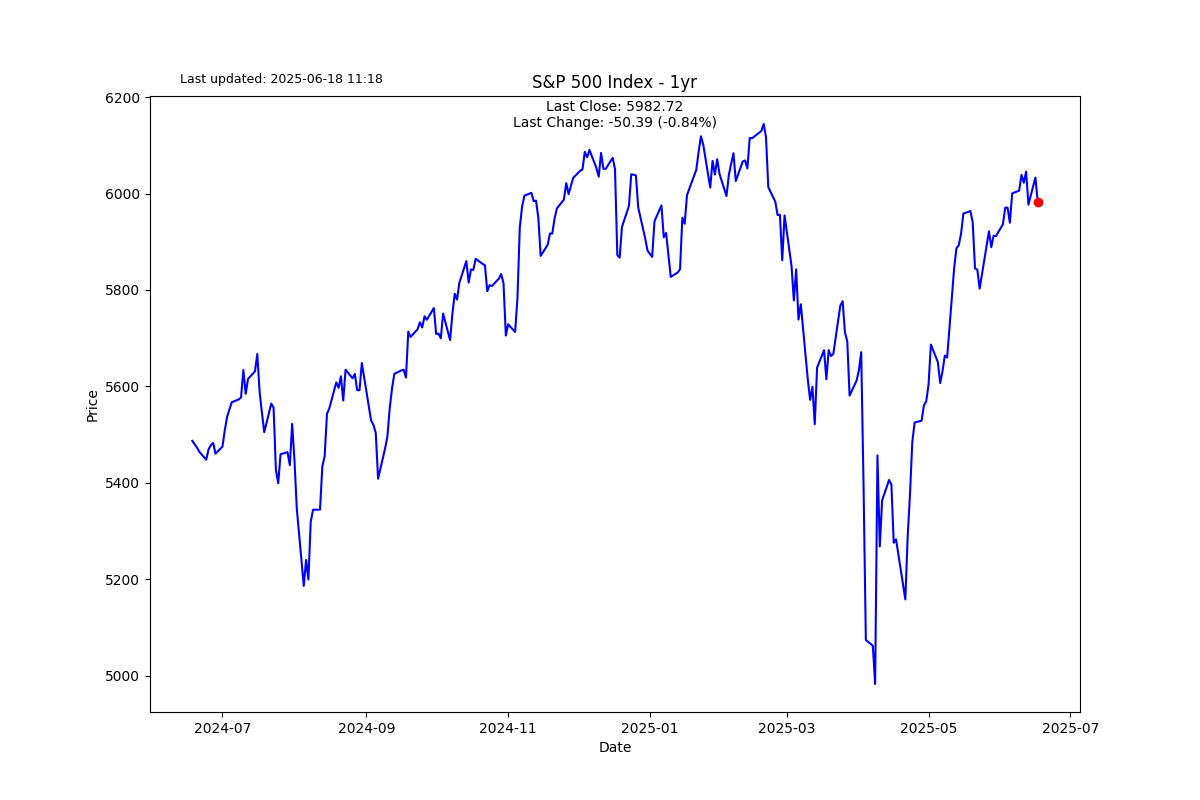 Last updated: 2025-06-18 11:18
S&P 500 Index - 1yr
Last Close: 5982.72
Last Change: -50.39 (-0.84%)
6200
6000
5800
5600
5400
5200
5000
Price
2024-07
2024-09
2024-11
2025-01
2025-03
2025-05
2025-07
Date